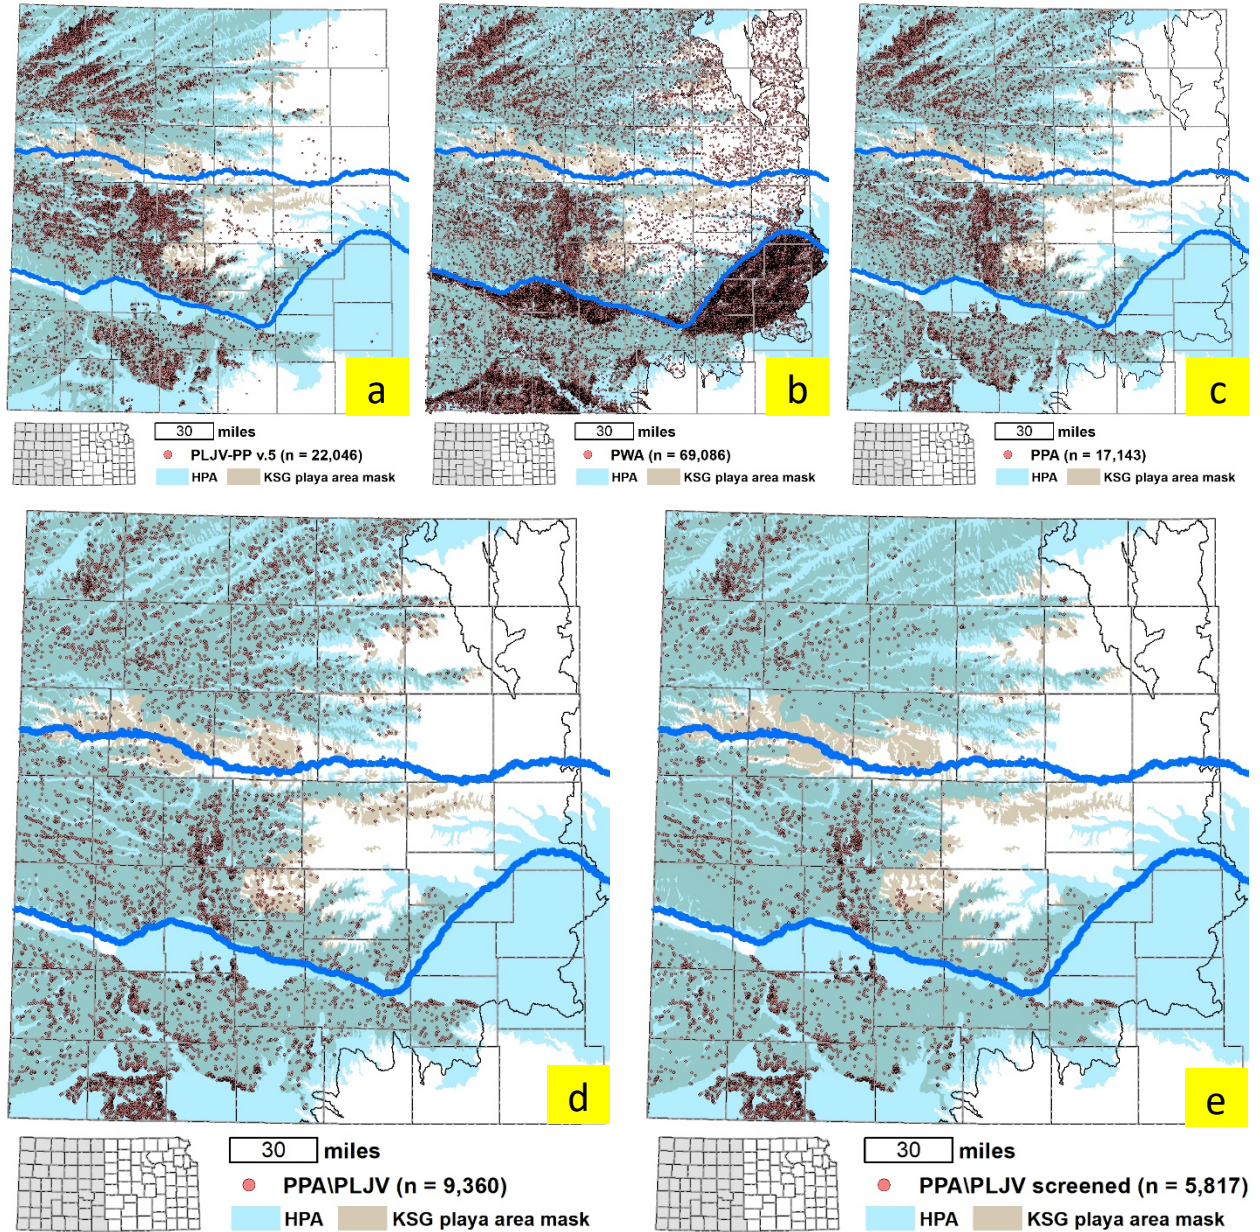 a
b
c
30 miles
PLJV-PP v.5 (n = 22,046)
HPA KSG playa area mask
30 miles
PWA (n = 69,086)
HPA KSG playa area mask
30 miles
PPA (n = 17,143)
HPA KSG playa area mask
d
e
30 miles
PPA\PLJV (n = 9,360)
HPA KSG playa area mask
30 miles
PPA\PLJV screened (n = 5,817)
HPA KSG playa area mask